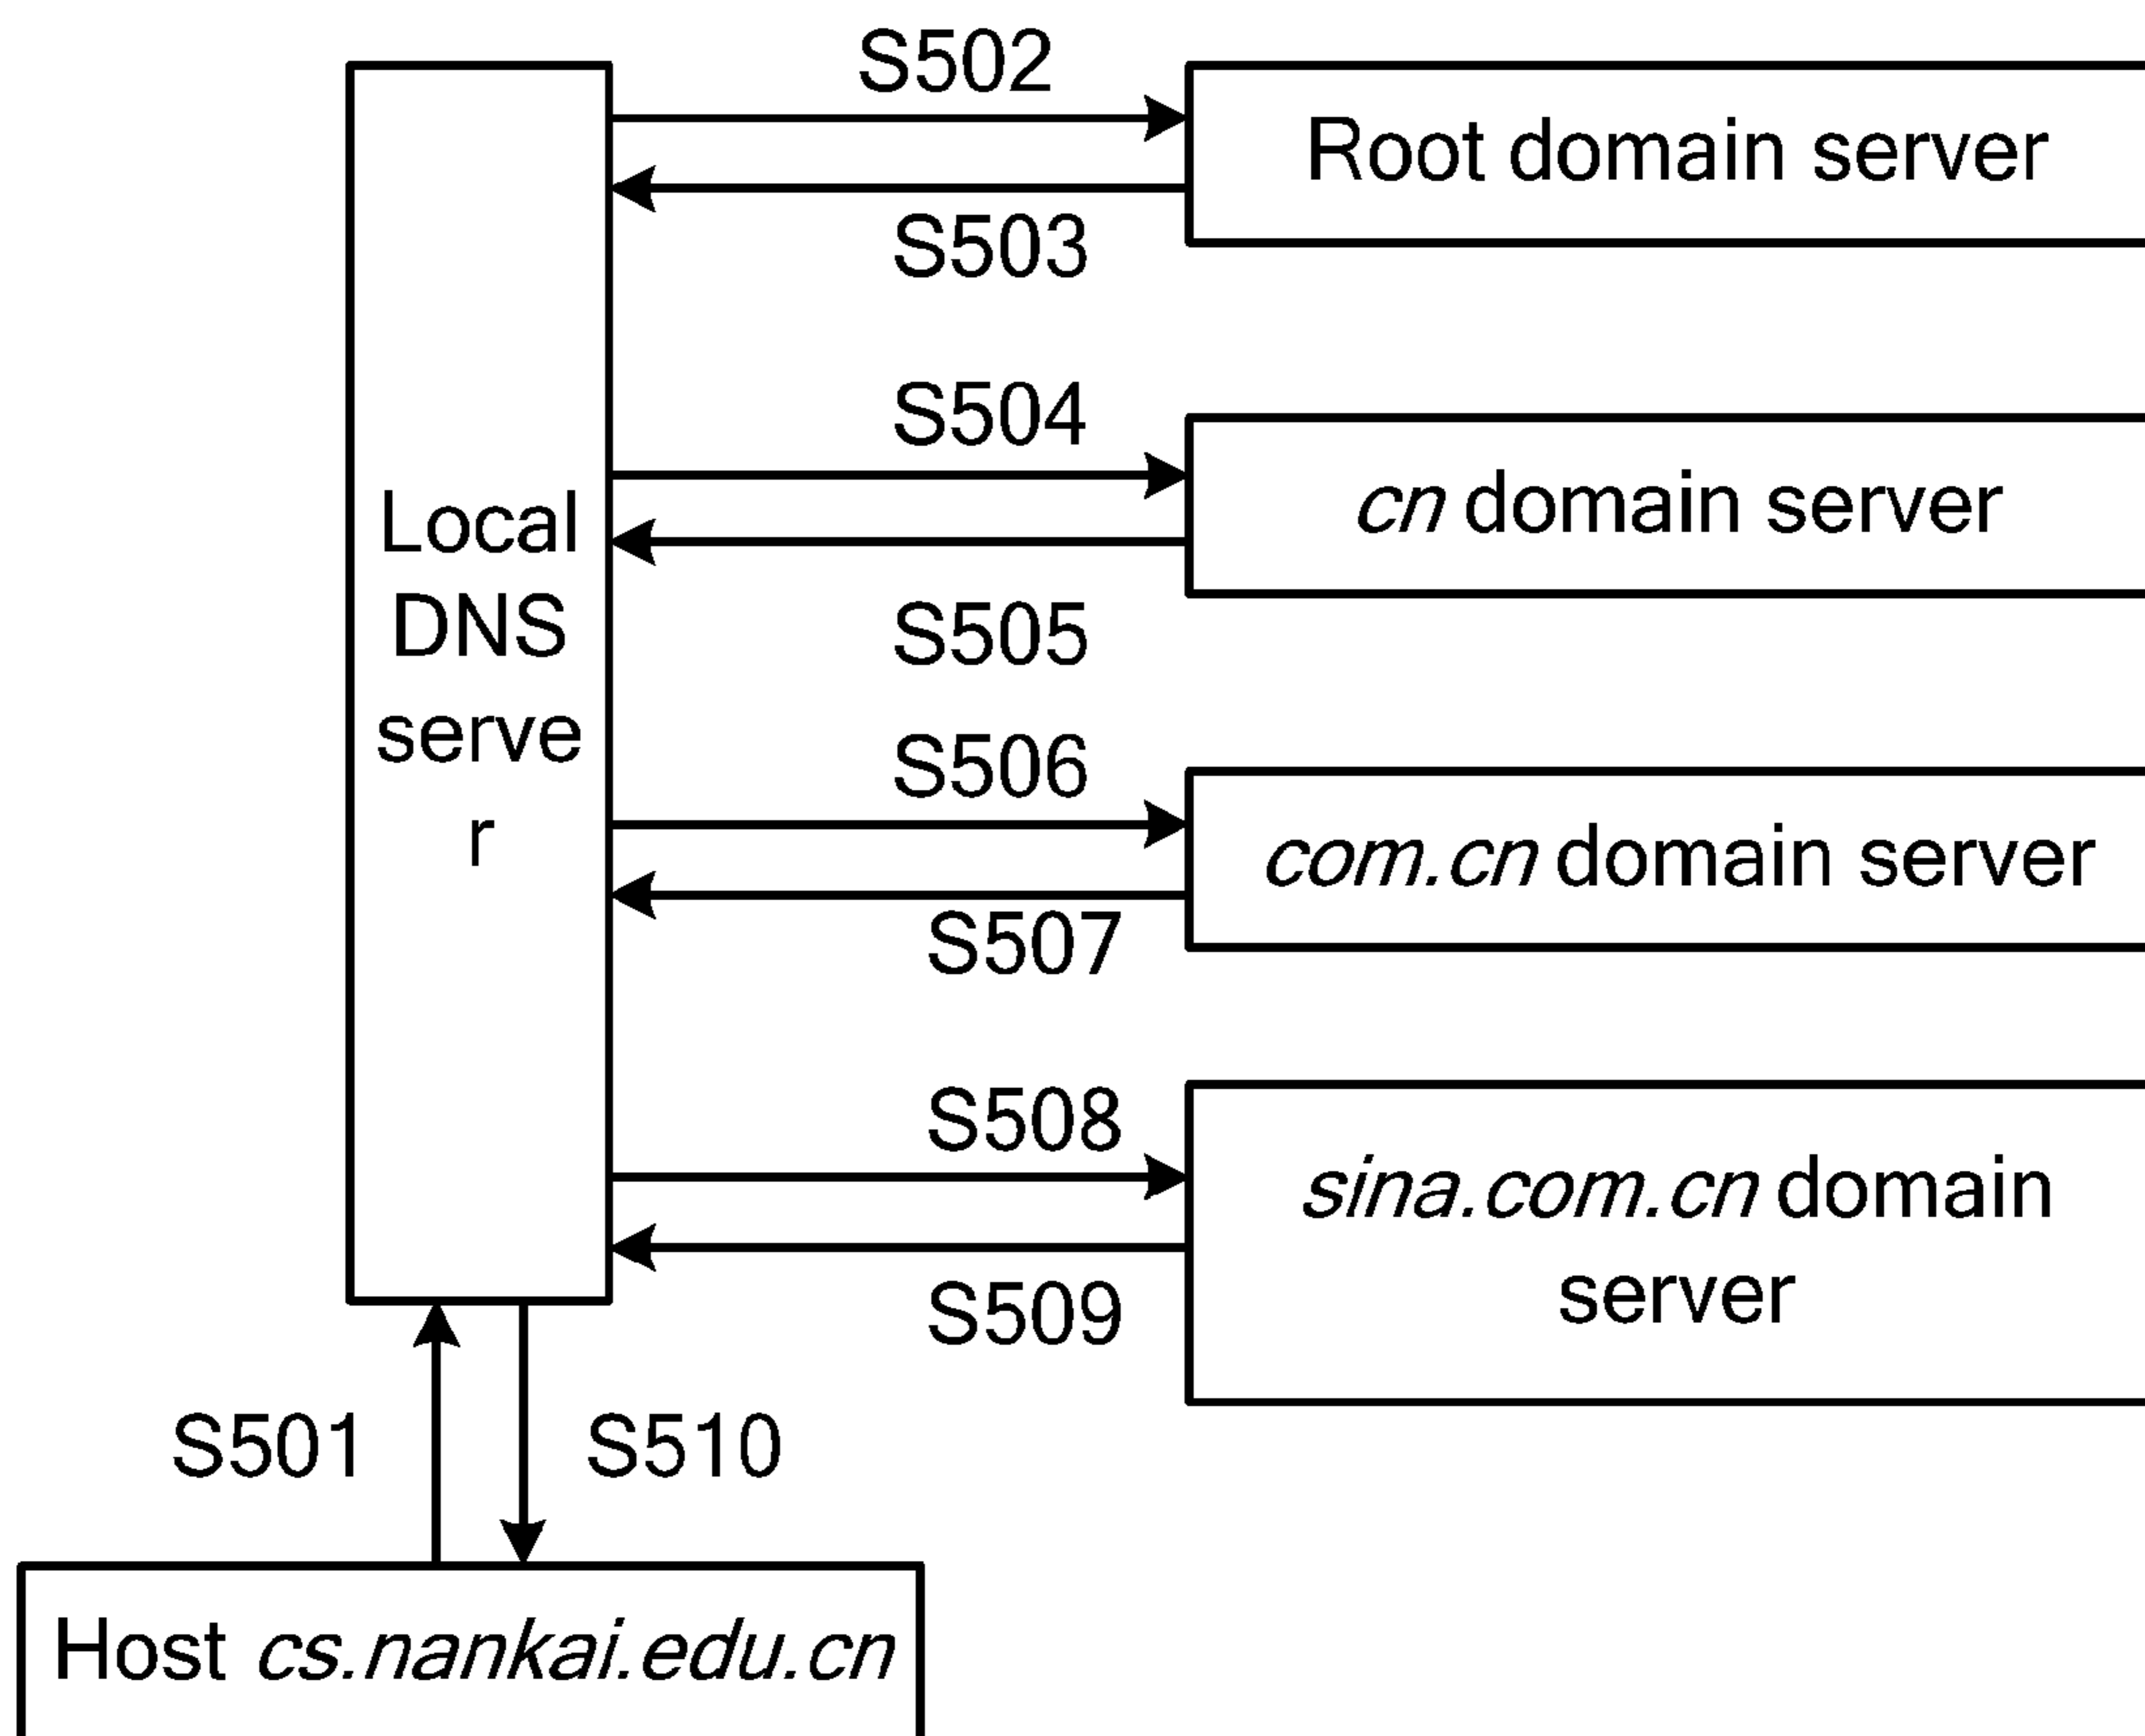 S502
Root domain server
S503
S504
cn domain server
Local
DNS
serve
r
S505
S506
com.cn domain server
S507
S508
sina.com.cn domain
server
S509
S501
S510
Host cs.nankai.edu.cn